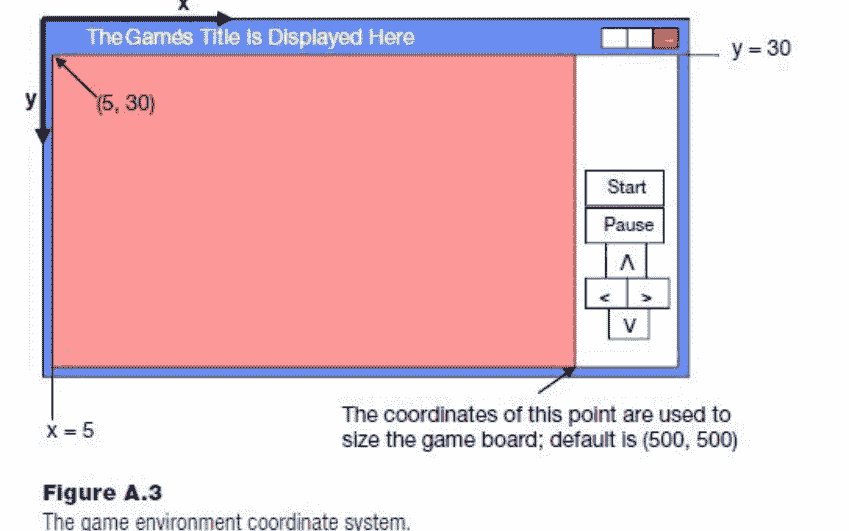 x
The Game's Title Is Displayed Here
y = 30
y
(5, 30)
Start
Pause
Λ
< >
V
x = 5
The coordinates of this point are used to
size the game board; default is (500, 500)
Figure A.3
The game environment coordinate system.